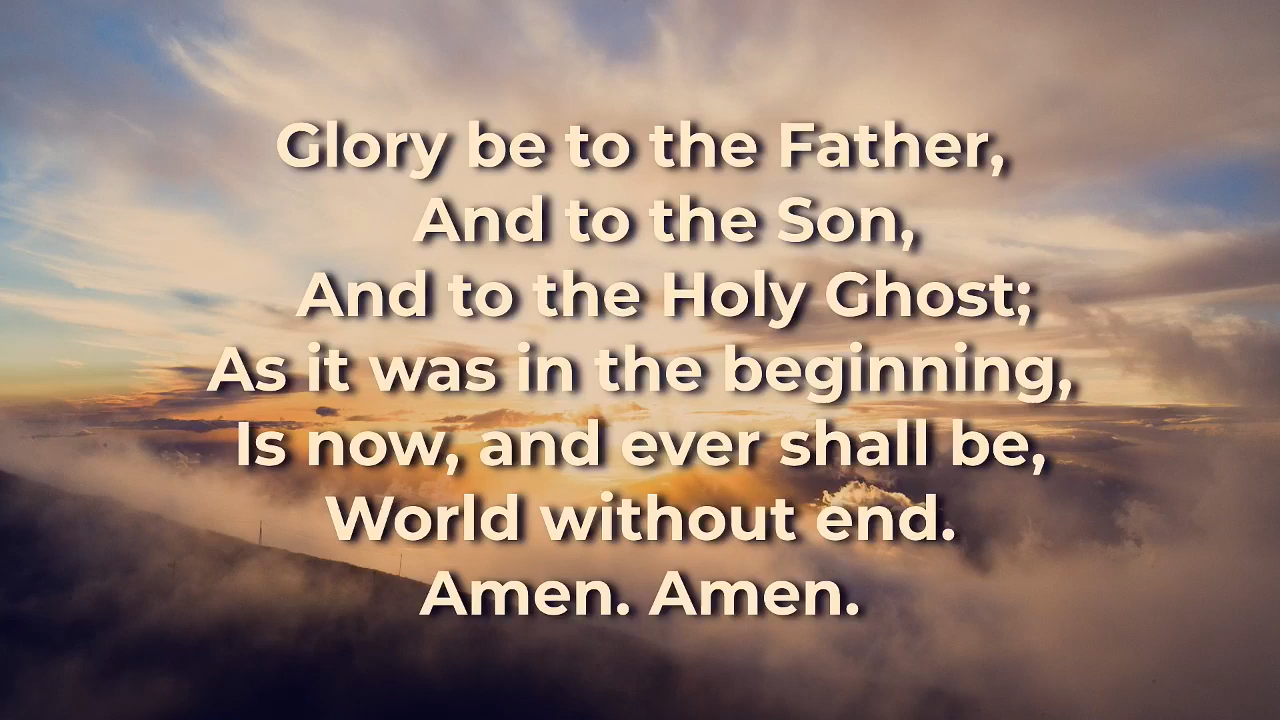 Glory be to the Father,
And to the Son,
And to the Holy Ghost;
As it was in the beginning,
Is now, and ever shall be,
World without end.
Amen. Amen.